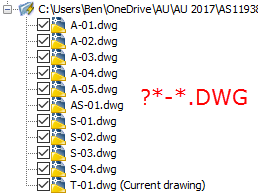 C:\Users\Ben\OneDrive\AU\AU 2017\AS11938
A-01.dwg
A-02.dwg
A-03.dwg
A-04.dwg
A-05.dwg
AS-01.dwg
?*-*.DWG
S-01.dwg
S-02.dwg
S-03.dwg
S-04.dwg
T-01.dwg (Current drawing)